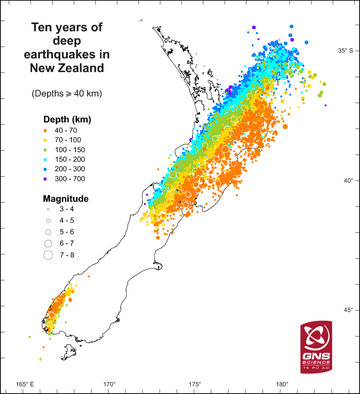 Ten years of
deep
earthquakes in
New Zealand
(Depths ⩾ 40 km)
Depth (km)
40 - 70
70 - 100
100 - 150
150 - 200
200 - 300
300 - 700
Magnitude
3 - 4
4 - 5
5 - 6
6 - 7
7 - 8
35° S
40°
45°
GNS
SCIENCE
TE PŪ AO
165° E
170°
175°
180°